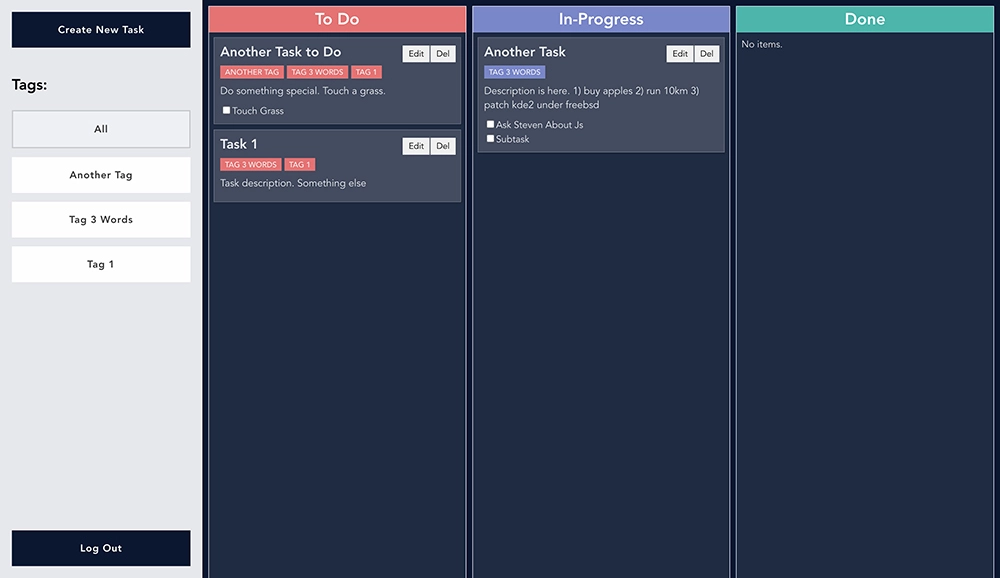 Create New Task
Tags:
All
Another Tag
Tag 3 Words
Tag 1
Log Out
To Do
Another Task to Do
Edit Del
ANOTHER TAG TAG 3 WORDS TAG 1
Do something special. Touch a grass.
Touch Grass
Task 1
Edit Del
TAG 3 WORDS TAG 1
Task description. Something else
In-Progress
Another Task
Edit Del
TAG 3 WORDS
Description is here. 1) buy apples 2) run 10km 3)
patch kde2 under freebsd
Ask Steven About Js
Subtask
Done
No items.